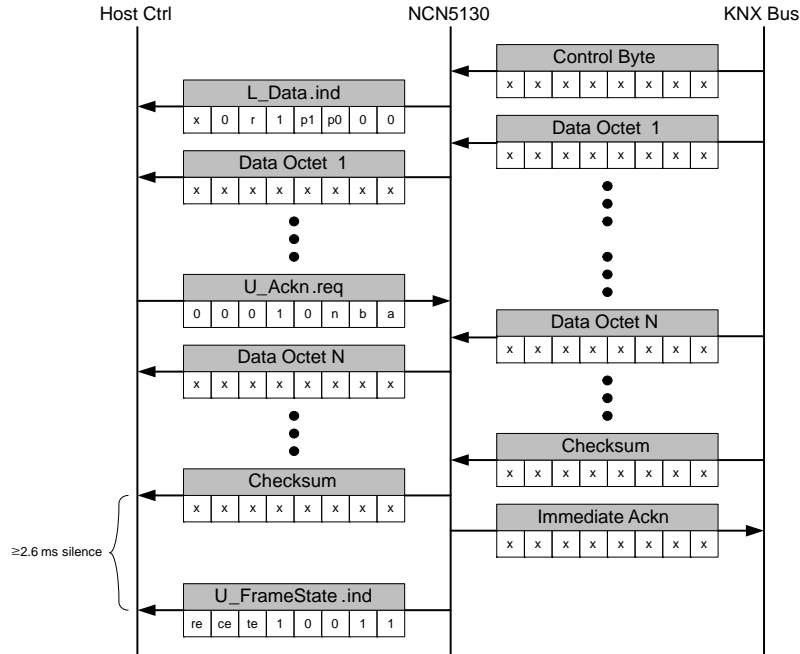 Host Ctrl NCN5130 KNX Bus
Control Byte
x x x x x x x x
L_Data.ind
x 0 r 1 p1 p0 0 0
Data Octet 1
x x x x x x x x
Data Octet 1
x x x x x x x x
U_Ackn.req
0 0 0 1 0 n b a
Data Octet N
x x x x x x x x
Data Octet N
x x x x x x x x
Checksum
x x x x x x x x
Checksum
x x x x x x x x
Immediate Ackn
x x x x x x x x
≥2.6 ms silence
U_FrameState.ind
re ce te 1 0 0 1 1